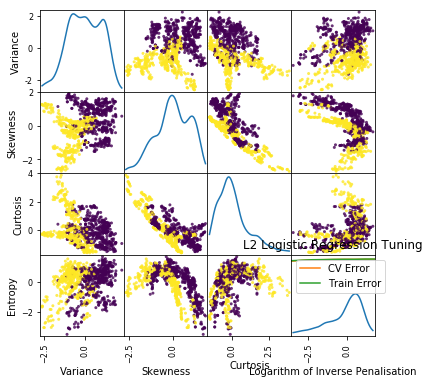 2
0
-2
Variance
2
0
-2
Skewness
4
2
0
Curtosis
L2 Logistic Regression Tuning
CV Error
Train Error
0
-2
Entropy
-2.5
0.0
-2.5
0.0
0.0
2.5
-2.5
0.0
Variance
Skewness
Curtosis
Logarithm of Inverse Penalisation